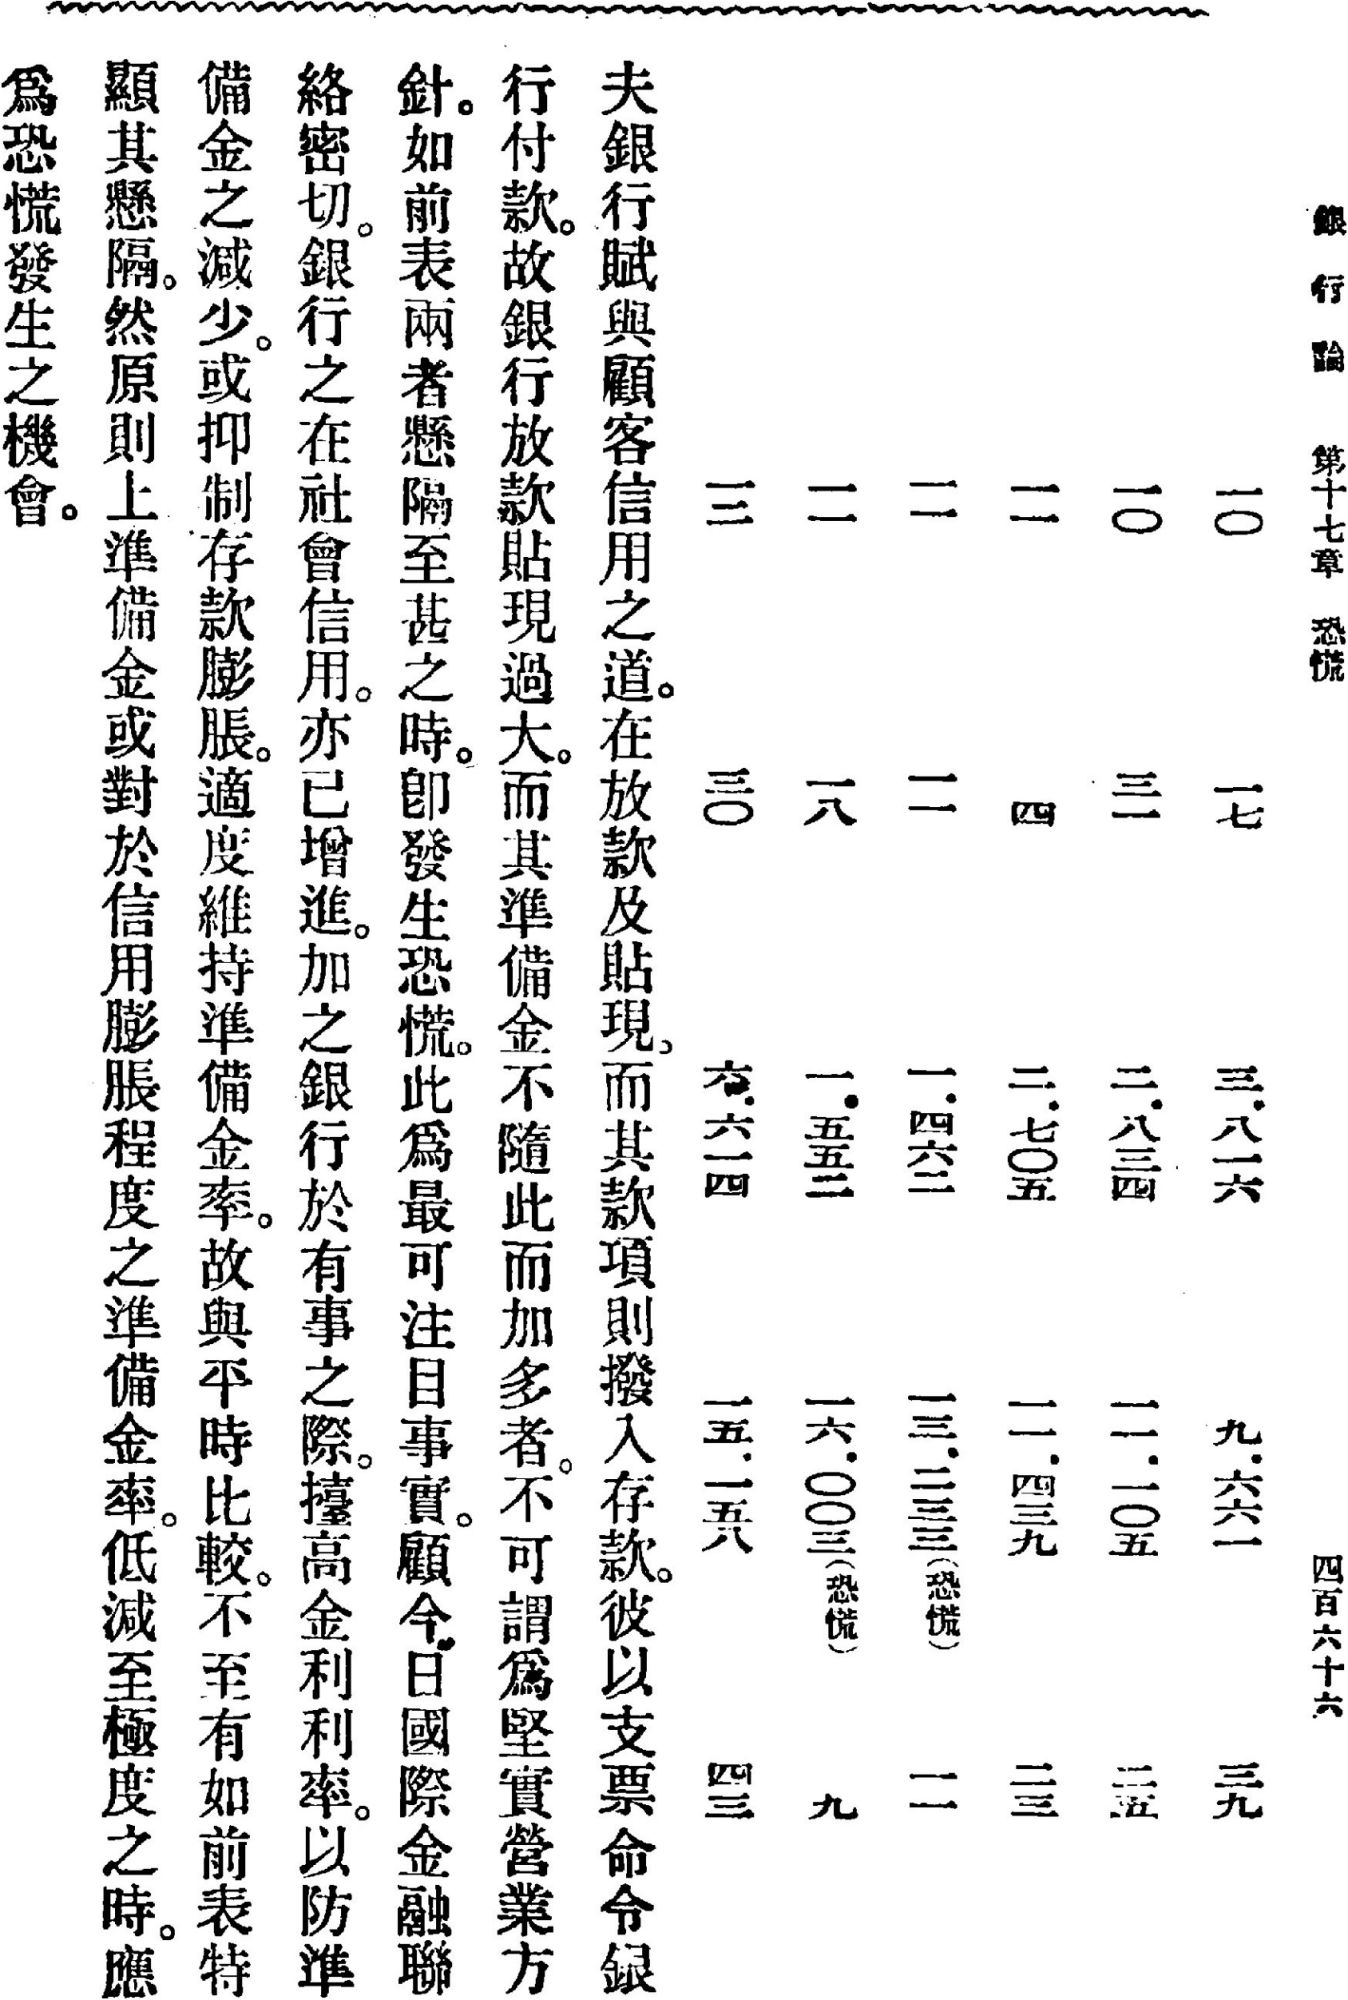 銀行論 第十七章 恐慌 四百六十六
一〇 一七 三.八一六 九.六六一 三九
一〇 三一 二.八三四 一一.一〇五 二五
一一 四 二.七〇五 一一.四三九 二三
一一 一一 一.四六二 一三.二三三(恐慌) 一一
一一 一八 一.五五二 一六.〇〇三(恐慌) 九
一二 三〇 六.六一四 一五.一五八 四三
夫銀行賦與顧客信用之道。在放款及貼現。而其款項則撥入存款。彼以支票命令銀
行付款。故銀行放款貼現過大。而其準備金不隨此而加多者。不可謂爲堅實營業方
針。如前表兩者懸隔至甚之時。卽發生恐慌。此爲最可注目事實。顧今日國際金融聯
絡密切。銀行之在社會信用。亦已增進。加之銀行於有事之際。擡高金利利率。以防準
備金之減少。或抑制存款膨脹。適度維持準備金率。故與平時比較。不至有如前表特
顯其懸隔。然原則上準備金或對於信用膨脹程度之準備金率。低減至極度之時。應
爲恐慌發生之機會。